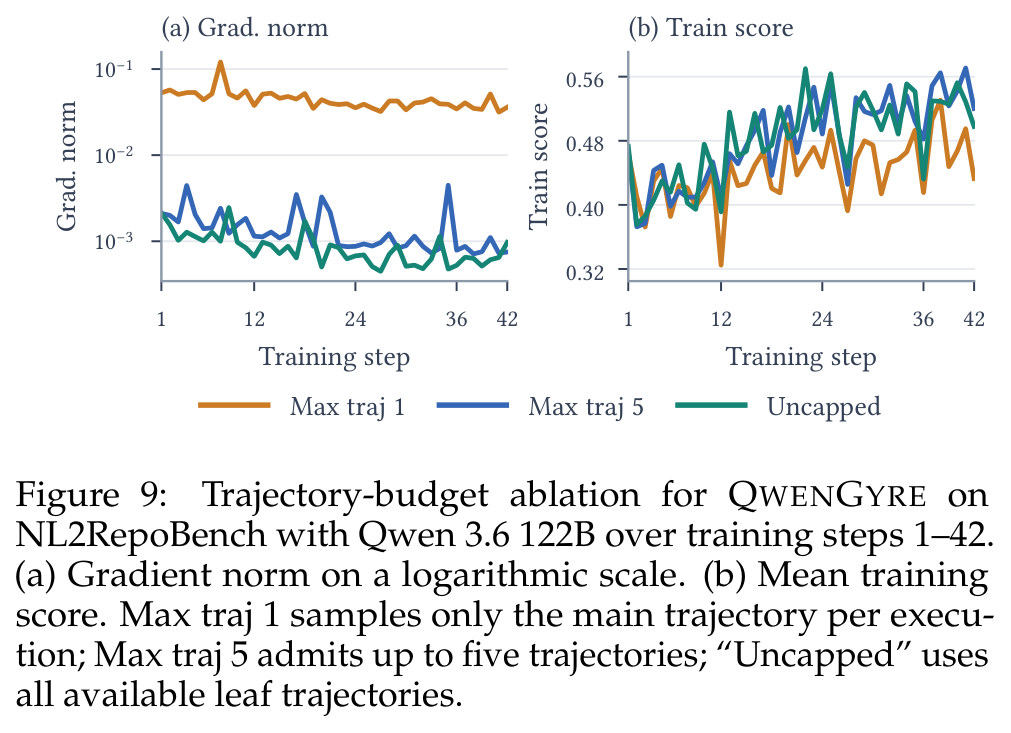 (a) Grad. norm
(b) Train score
Grad. norm
10⁻¹
10⁻²
10⁻³
1 12 24 36 42
Training step
Train score
0.56
0.48
0.40
0.32
1 12 24 36 42
Training step
Max traj 1 Max traj 5 Uncapped
Figure 9: Trajectory-budget ablation for QWENGYRE on
NL2RepoBench with Qwen 3.6 122B over training steps 1–42.
(a) Gradient norm on a logarithmic scale. (b) Mean training
score. Max traj 1 samples only the main trajectory per execu-
tion; Max traj 5 admits up to five trajectories; “Uncapped” uses
all available leaf trajectories.